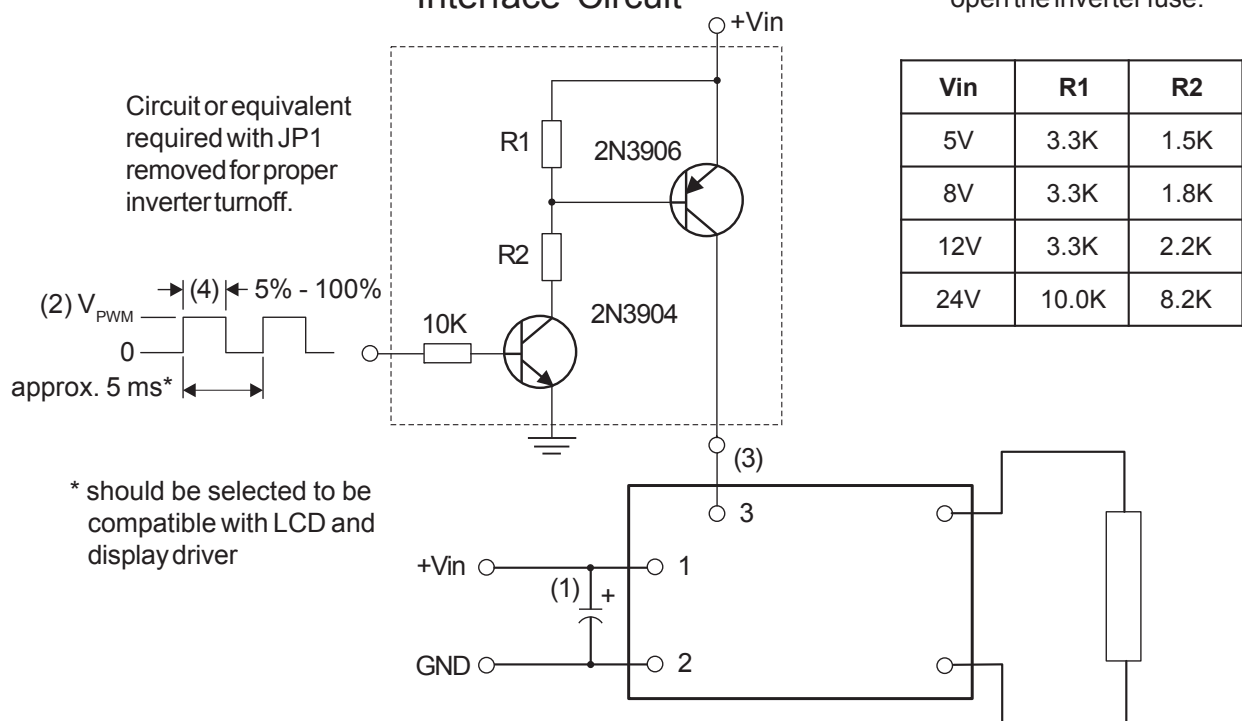 Interface Circuit
open the inverter fuse.
+Vin
Circuit or equivalent
required with JP1
removed for proper
inverter turnoff.
R1
2N3906
R2
2N3904
10K
(2) VPWM
(4)
5% - 100%
0
approx. 5 ms*
* should be selected to be
compatible with LCD and
display driver
(3)
3
+Vin
1
(1)
+
GND
2
Vin R1 R2
5V 3.3K 1.5K
8V 3.3K 1.8K
12V 3.3K 2.2K
24V 10.0K 8.2K